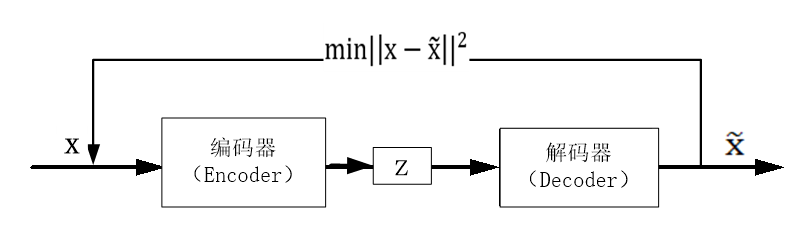 min||x − x̃||²
x
编码器
（Encoder）
Z
解码器
（Decoder）
x̃